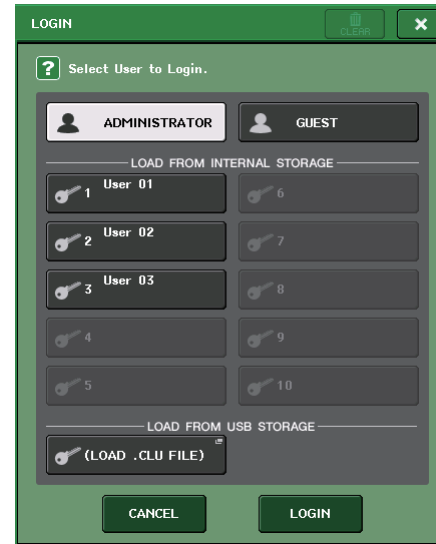 LOGIN
CLEAR
?
Select User to Login.
ADMINISTRATOR GUEST
LOAD FROM INTERNAL STORAGE
1 User 01 6
2 User 02 7
3 User 03 8
4 9
5 10
LOAD FROM USB STORAGE
(LOAD .CLU FILE)
CANCEL LOGIN